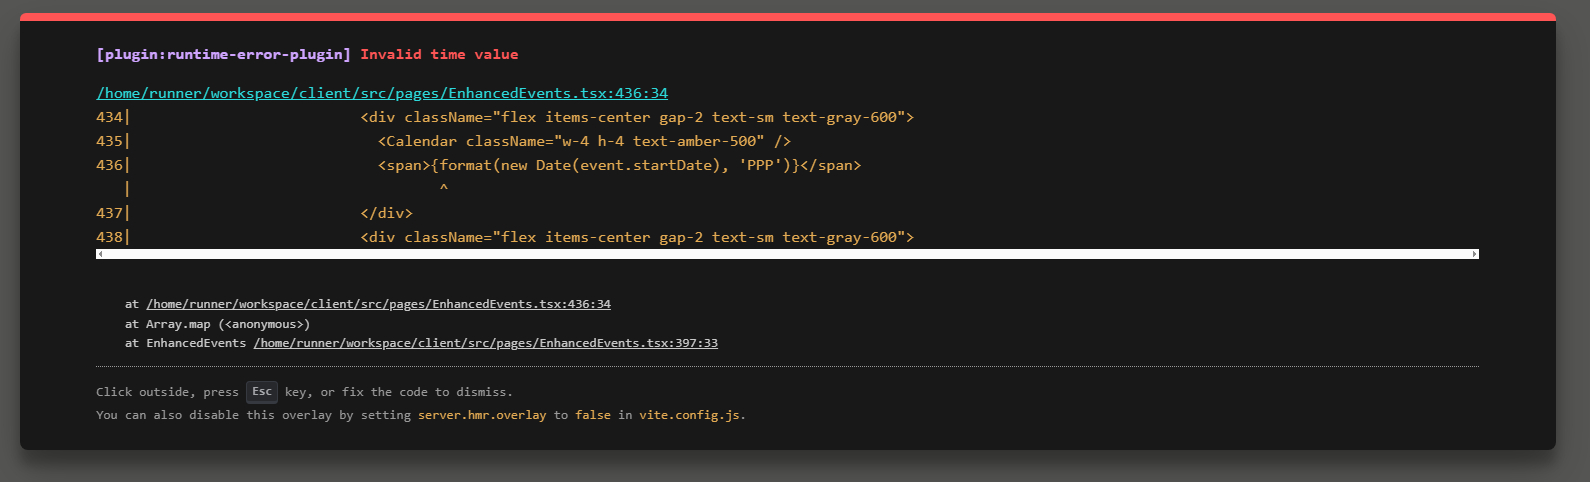 [plugin:runtime-error-plugin] Invalid time value
/home/runner/workspace/client/src/pages/EnhancedEvents.tsx:436:34
434|                          <div className="flex items-center gap-2 text-sm text-gray-600">
435|                            <Calendar className="w-4 h-4 text-amber-500" />
436|                            <span>{format(new Date(event.startDate), 'PPP')}</span>
   |                                   ^
437|                          </div>
438|                          <div className="flex items-center gap-2 text-sm text-gray-600">
at /home/runner/workspace/client/src/pages/EnhancedEvents.tsx:436:34
at Array.map (<anonymous>)
at EnhancedEvents /home/runner/workspace/client/src/pages/EnhancedEvents.tsx:397:33
Click outside, press Esc key, or fix the code to dismiss.
You can also disable this overlay by setting server.hmr.overlay to false in vite.config.js.